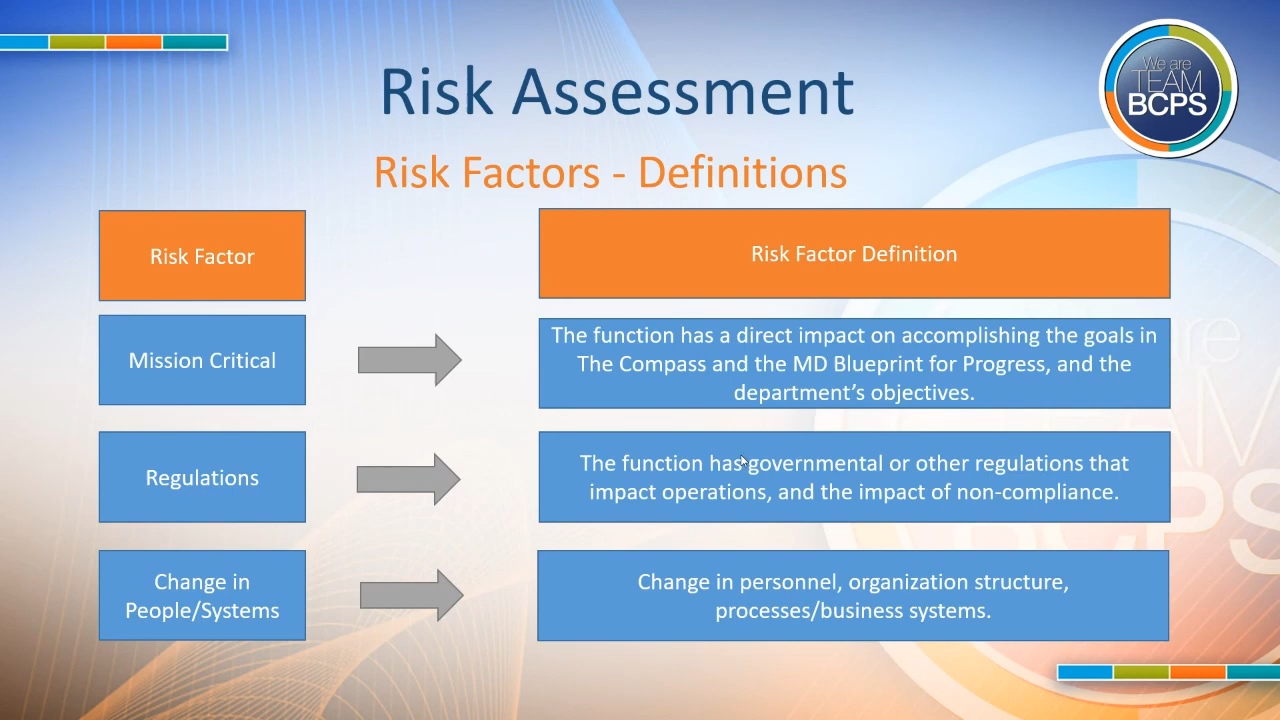 We are
TEAM
BCPS
Risk Assessment
Risk Factors - Definitions
Risk Factor
Risk Factor Definition
Mission Critical
The function has a direct impact on accomplishing the goals in
The Compass and the MD Blueprint for Progress, and the
department's objectives.
Regulations
The function has governmental or other regulations that
impact operations, and the impact of non-compliance.
Change in
People/Systems
Change in personnel, organization structure,
processes/business systems.